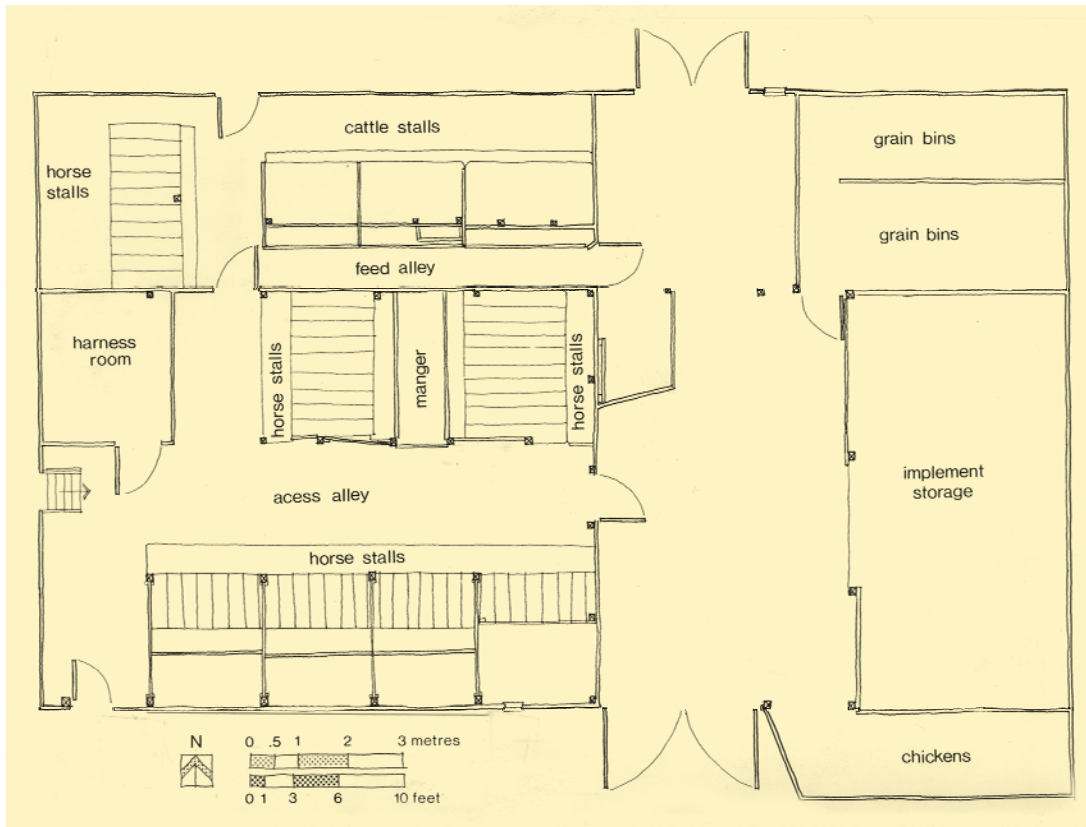 cattle stalls
grain bins
horse
stalls
grain bins
feed alley
harness
room
horse stalls
manger
horse stalls
implement
storage
acess alley
horse stalls
N
0 .5 1 2 3 metres
0 1 3 6 10 feet
chickens